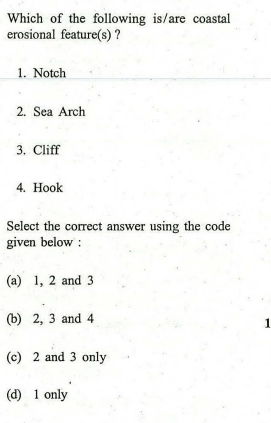 Which of the following is/are coastal
erosional feature(s) ?
1. Notch
2. Sea Arch
3. Cliff
4. Hook
Select the correct answer using the code
given below :
(a) 1, 2 and 3
(b) 2, 3 and 4
1
(c) 2 and 3 only
(d) 1 only